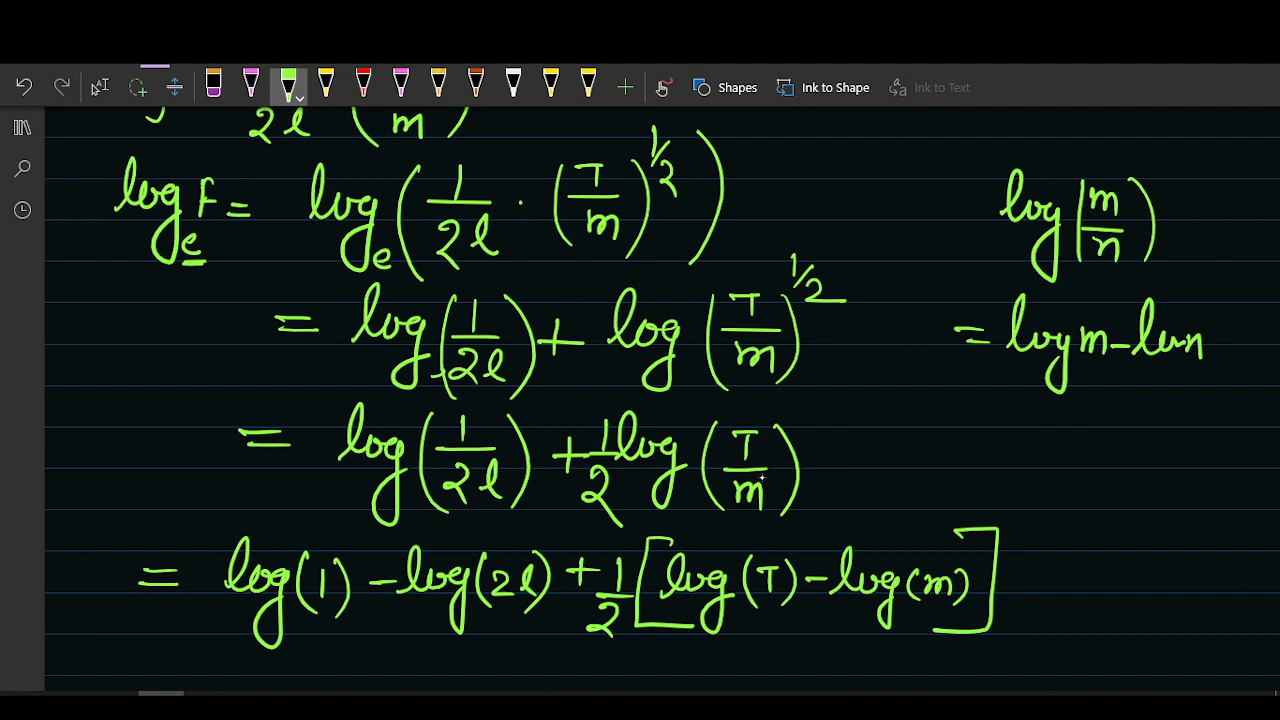 Shapes Ink to Shape Ink to Text
2l m
log_e F = log_e (1/2l · (T/m)^1/2) log (m/n)
= log (1/2l) + log (T/m)^1/2 = log m - log n
= log (1/2l) + 1/2 log (T/m)
= log(1) - log(2l) + 1/2 [log(T) - log(m)]